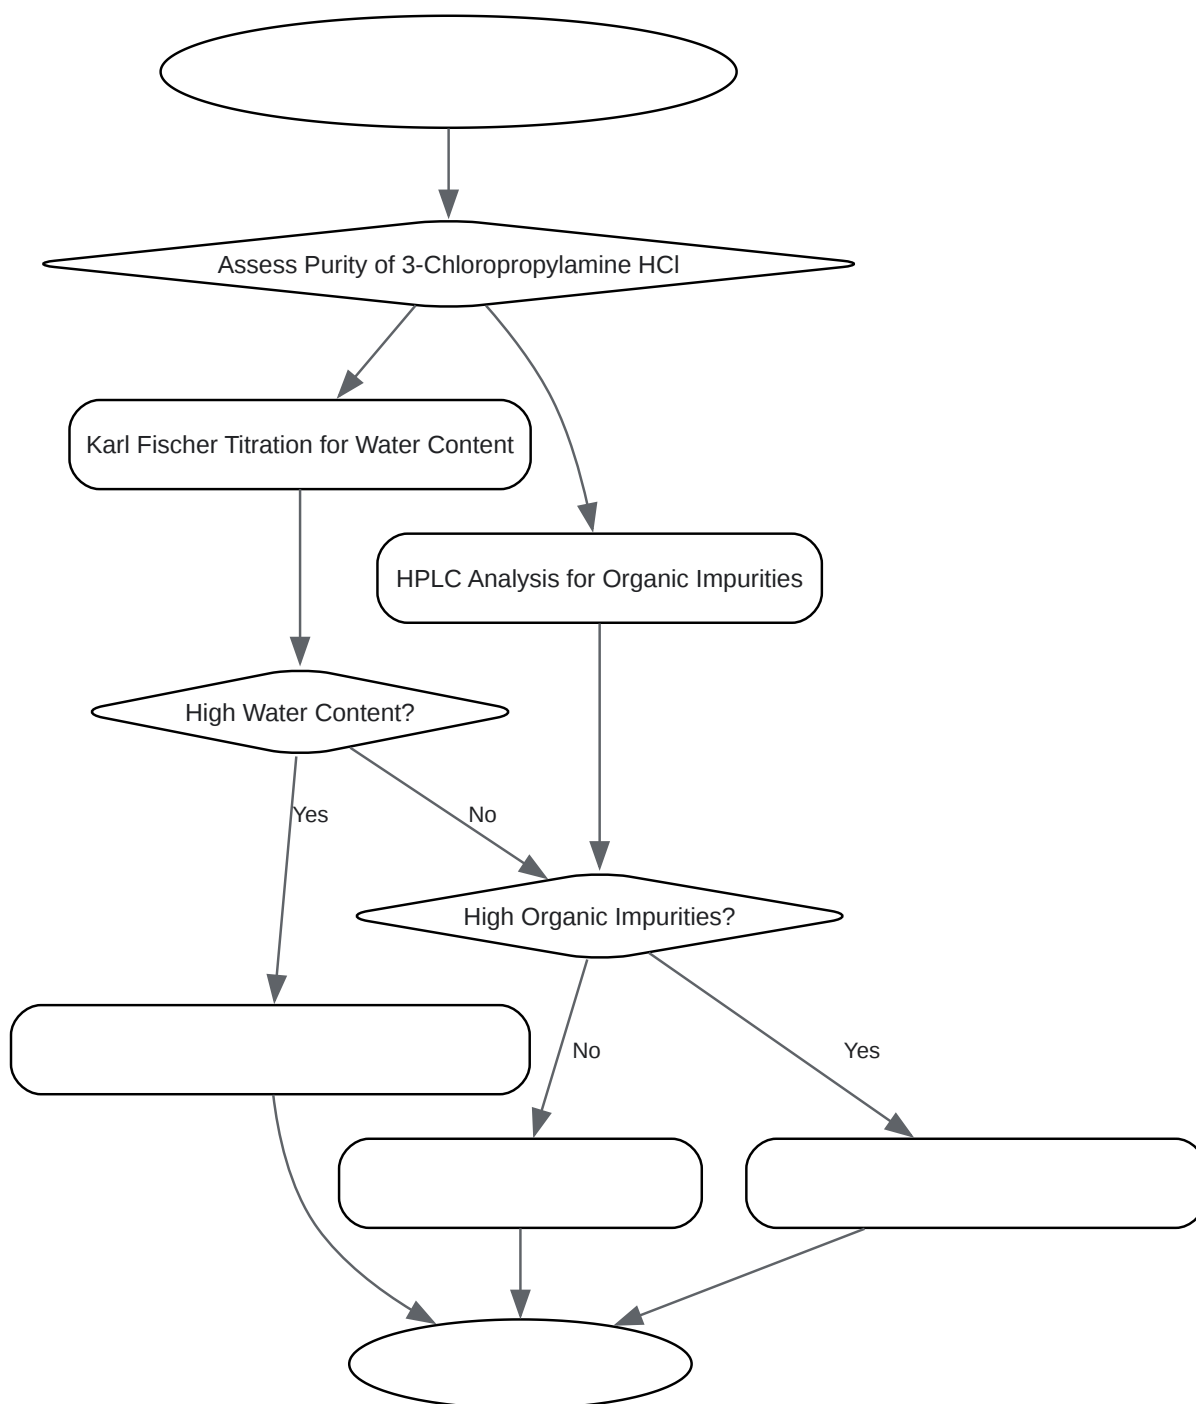 Assess Purity of 3-Chloropropylamine HCl
Karl Fischer Titration for Water Content
HPLC Analysis for Organic Impurities
High Water Content?
Yes
No
High Organic Impurities?
No
Yes